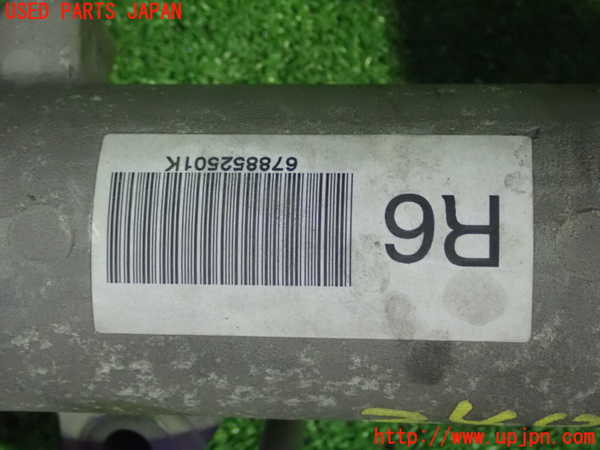 USED PARTS JAPAN
R6
678852501K
http://www.upjpn.com/